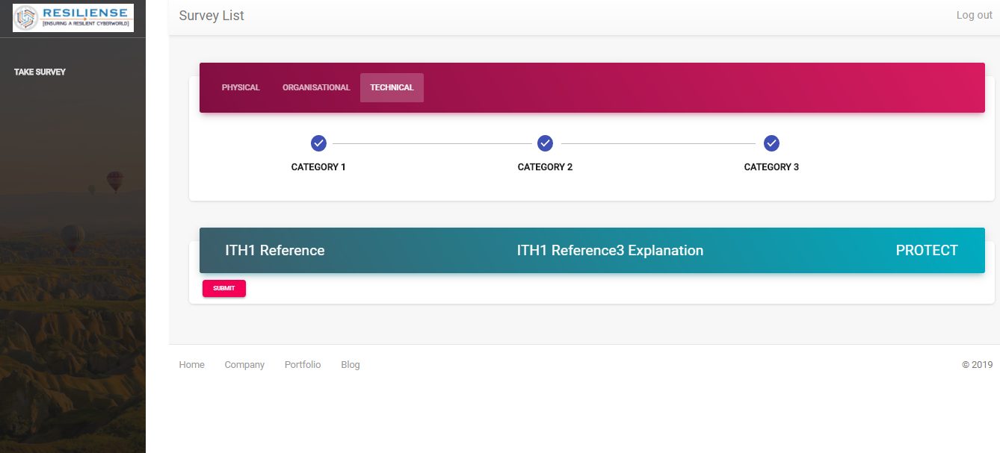 RESILIENSE
[ENSURING A RESILIENT CYBERWORLD]
Survey List
Log out
TAKE SURVEY
PHYSICAL ORGANISATIONAL TECHNICAL
CATEGORY 1 CATEGORY 2 CATEGORY 3
ITH1 Reference ITH1 Reference3 Explanation PROTECT
SUBMIT
Home Company Portfolio Blog © 2019